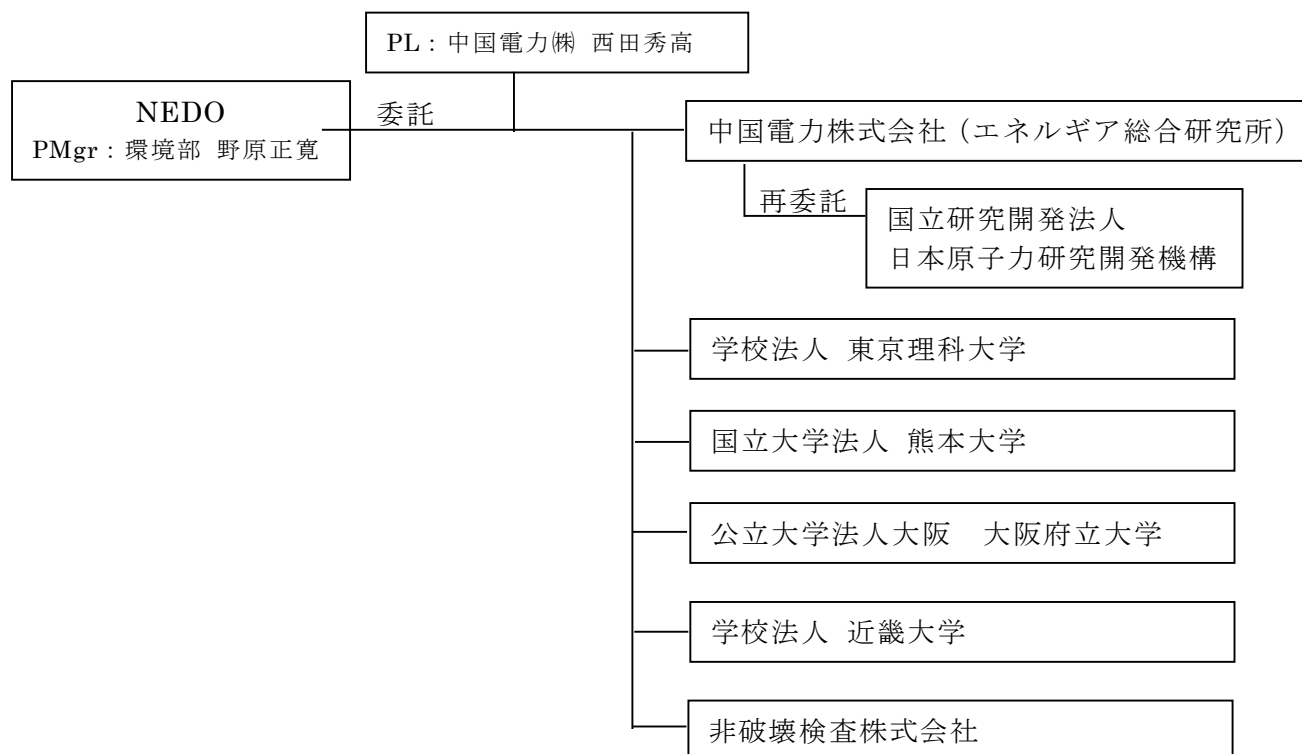 PL：中国電力㈱ 西田秀高
NEDO
PMgr：環境部 野原正寛
委託
中国電力株式会社（エネルギア総合研究所）
再委託
国立研究開発法人
日本原子力研究開発機構
学校法人 東京理科大学
国立大学法人 熊本大学
公立大学法人大阪　大阪府立大学
学校法人 近畿大学
非破壊検査株式会社